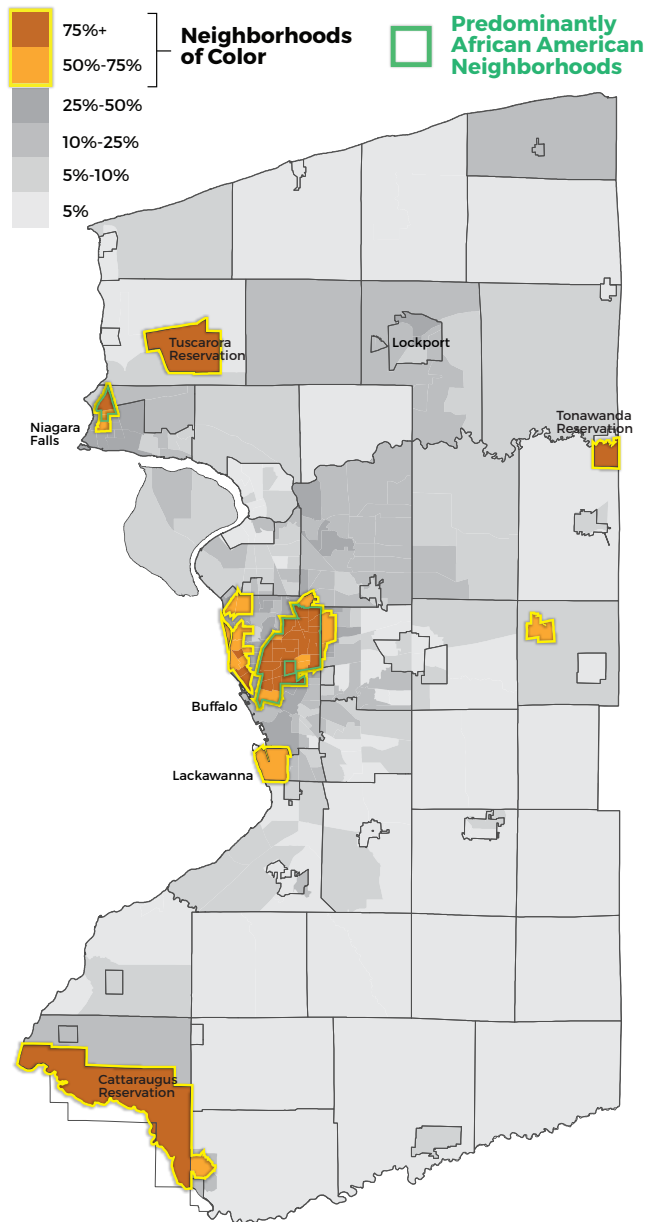 75%+
50%-75%
25%-50%
10%-25%
5%-10%
5%
Neighborhoods
of Color
Predominantly
African American
Neighborhoods
Tuscarora
Reservation
Lockport
Niagara
Falls
Tonawanda
Reservation
Buffalo
Lackawanna
Cattaraugus
Reservation